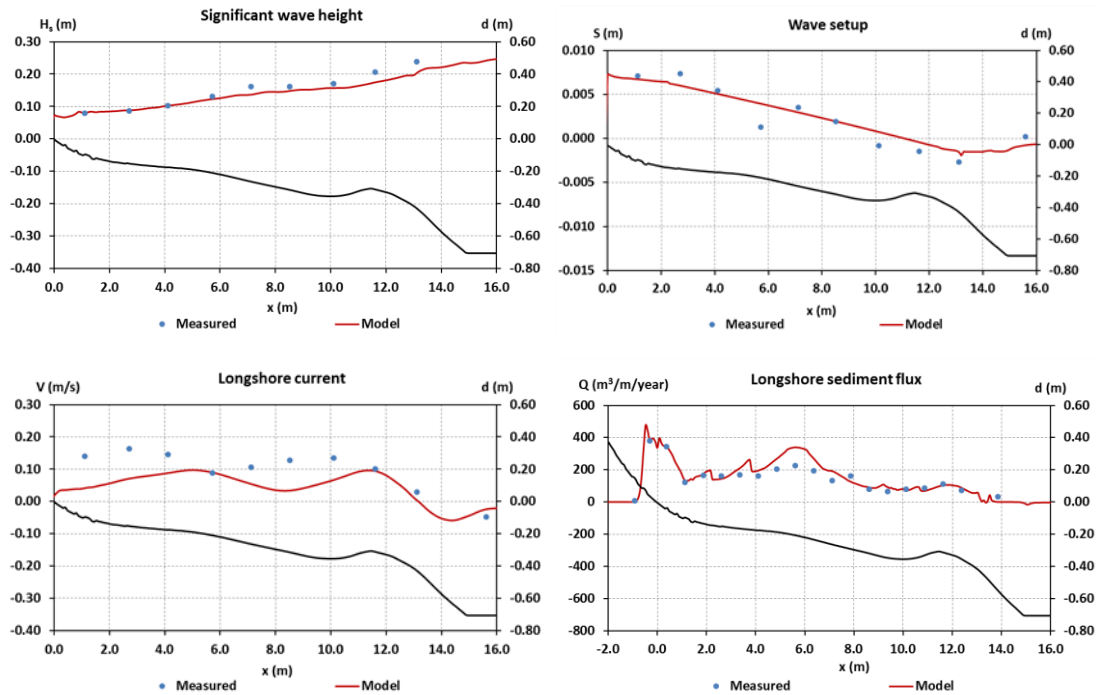 Significant wave height
Hs (m) d (m)
0.30 0.60
0.20 0.40
0.10 0.20
0.00 0.00
-0.10 -0.20
-0.20 -0.40
-0.30 -0.60
-0.40 -0.80
0.0 2.0 4.0 6.0 8.0 10.0 12.0 14.0 16.0
x (m)
Measured Model
Wave setup
S (m) d (m)
0.010 0.60
0.40
0.005
0.20
0.000 0.00
-0.20
-0.005
-0.40
-0.010
-0.60
-0.015 -0.80
0.0 2.0 4.0 6.0 8.0 10.0 12.0 14.0 16.0
x (m)
Measured Model
Longshore current
V (m/s) d (m)
0.30 0.60
0.20 0.40
0.10 0.20
0.00 0.00
-0.10 -0.20
-0.20 -0.40
-0.30 -0.60
-0.40 -0.80
0.0 2.0 4.0 6.0 8.0 10.0 12.0 14.0 16.0
x (m)
Measured Model
Longshore sediment flux
Q (m³/m/year) d (m)
600 0.60
400 0.40
200 0.20
0 0.00
-200 -0.20
-400 -0.40
-600 -0.60
-800 -0.80
-2.0 0.0 2.0 4.0 6.0 8.0 10.0 12.0 14.0 16.0
x (m)
Measured Model